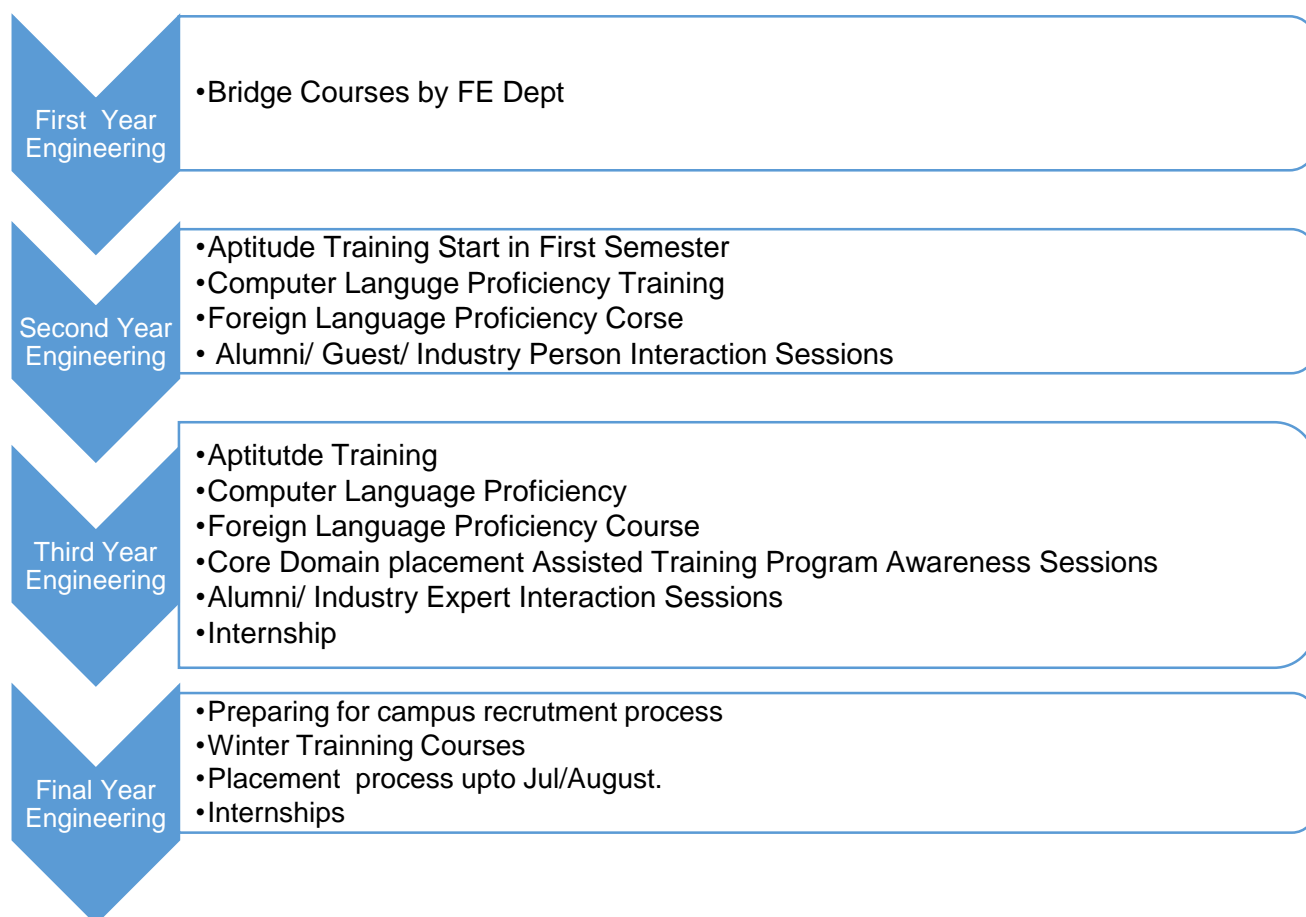 First Year
Engineering
•Bridge Courses by FE Dept
Second Year
Engineering
•Aptitude Training Start in First Semester
•Computer Languge Proficiency Training
•Foreign Language Proficiency Corse
• Alumni/ Guest/ Industry Person Interaction Sessions
Third Year
Engineering
•Aptitutde Training
•Computer Language Proficiency
•Foreign Language Proficiency Course
•Core Domain placement Assisted Training Program Awareness Sessions
•Alumni/ Industry Expert Interaction Sessions
•Internship
Final Year
Engineering
•Preparing for campus recrutment process
•Winter Trainning Courses
•Placement process upto Jul/August.
•Internships